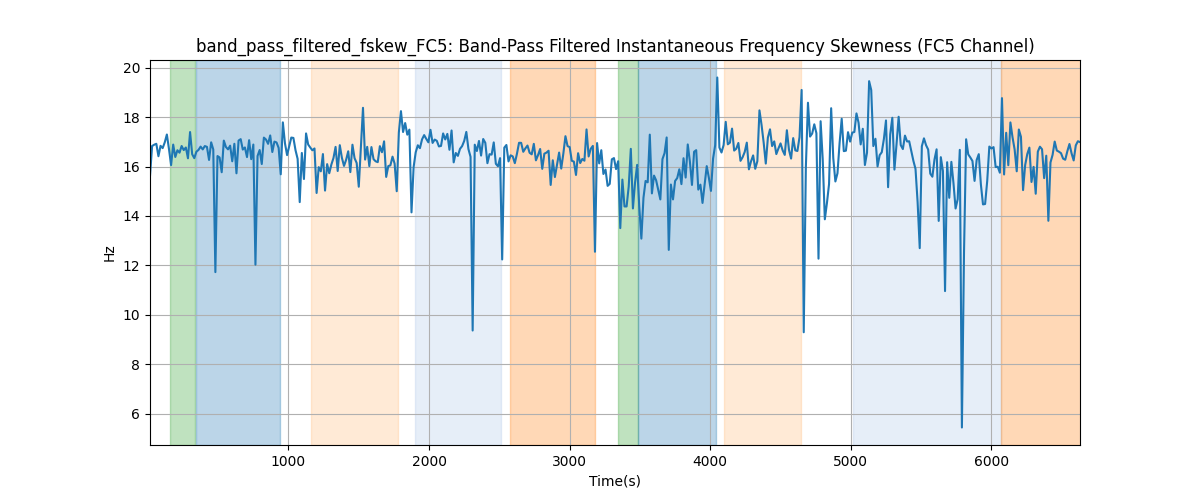 band_pass_filtered_fskew_FC5: Band-Pass Filtered Instantaneous Frequency Skewness (FC5 Channel)
20
18
16
14
12
10
8
6
Hz
1000 2000 3000 4000 5000 6000
Time(s)